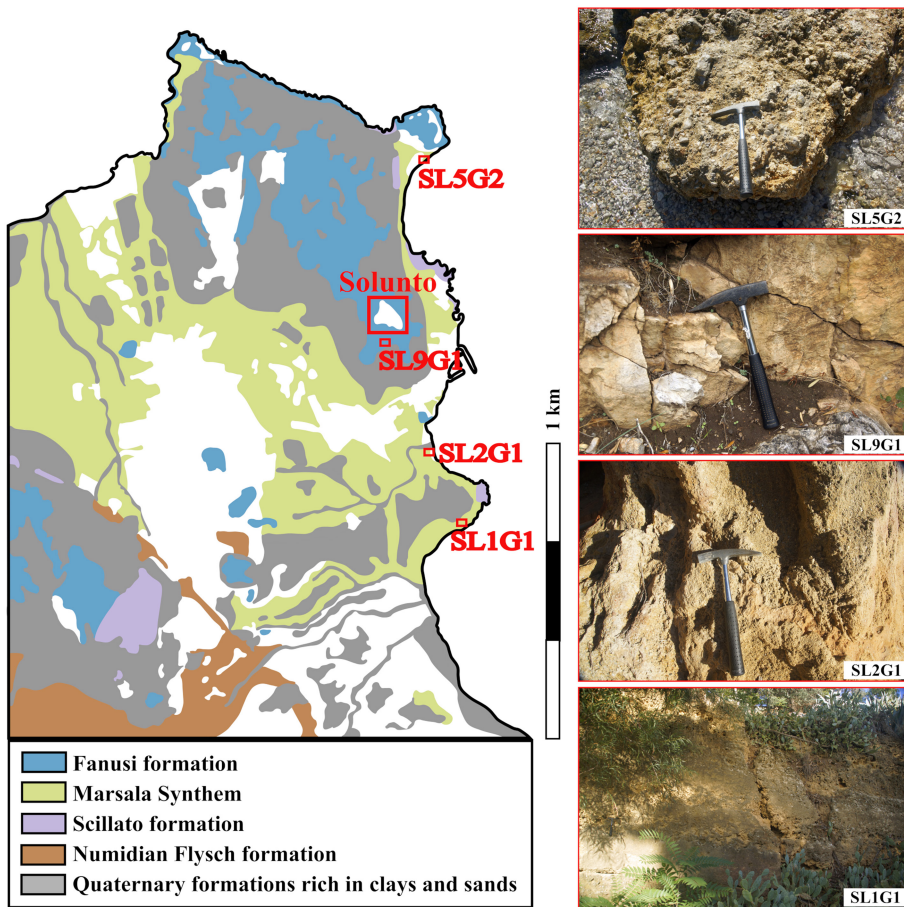 SL5G2
Solunto
SL9G1
1 km
SL2G1
SL1G1
Fanusi formation
Marsala Synthem
Scillato formation
Numidian Flysch formation
Quaternary formations rich in clays and sands
SL5G2
SL9G1
SL2G1
SL1G1